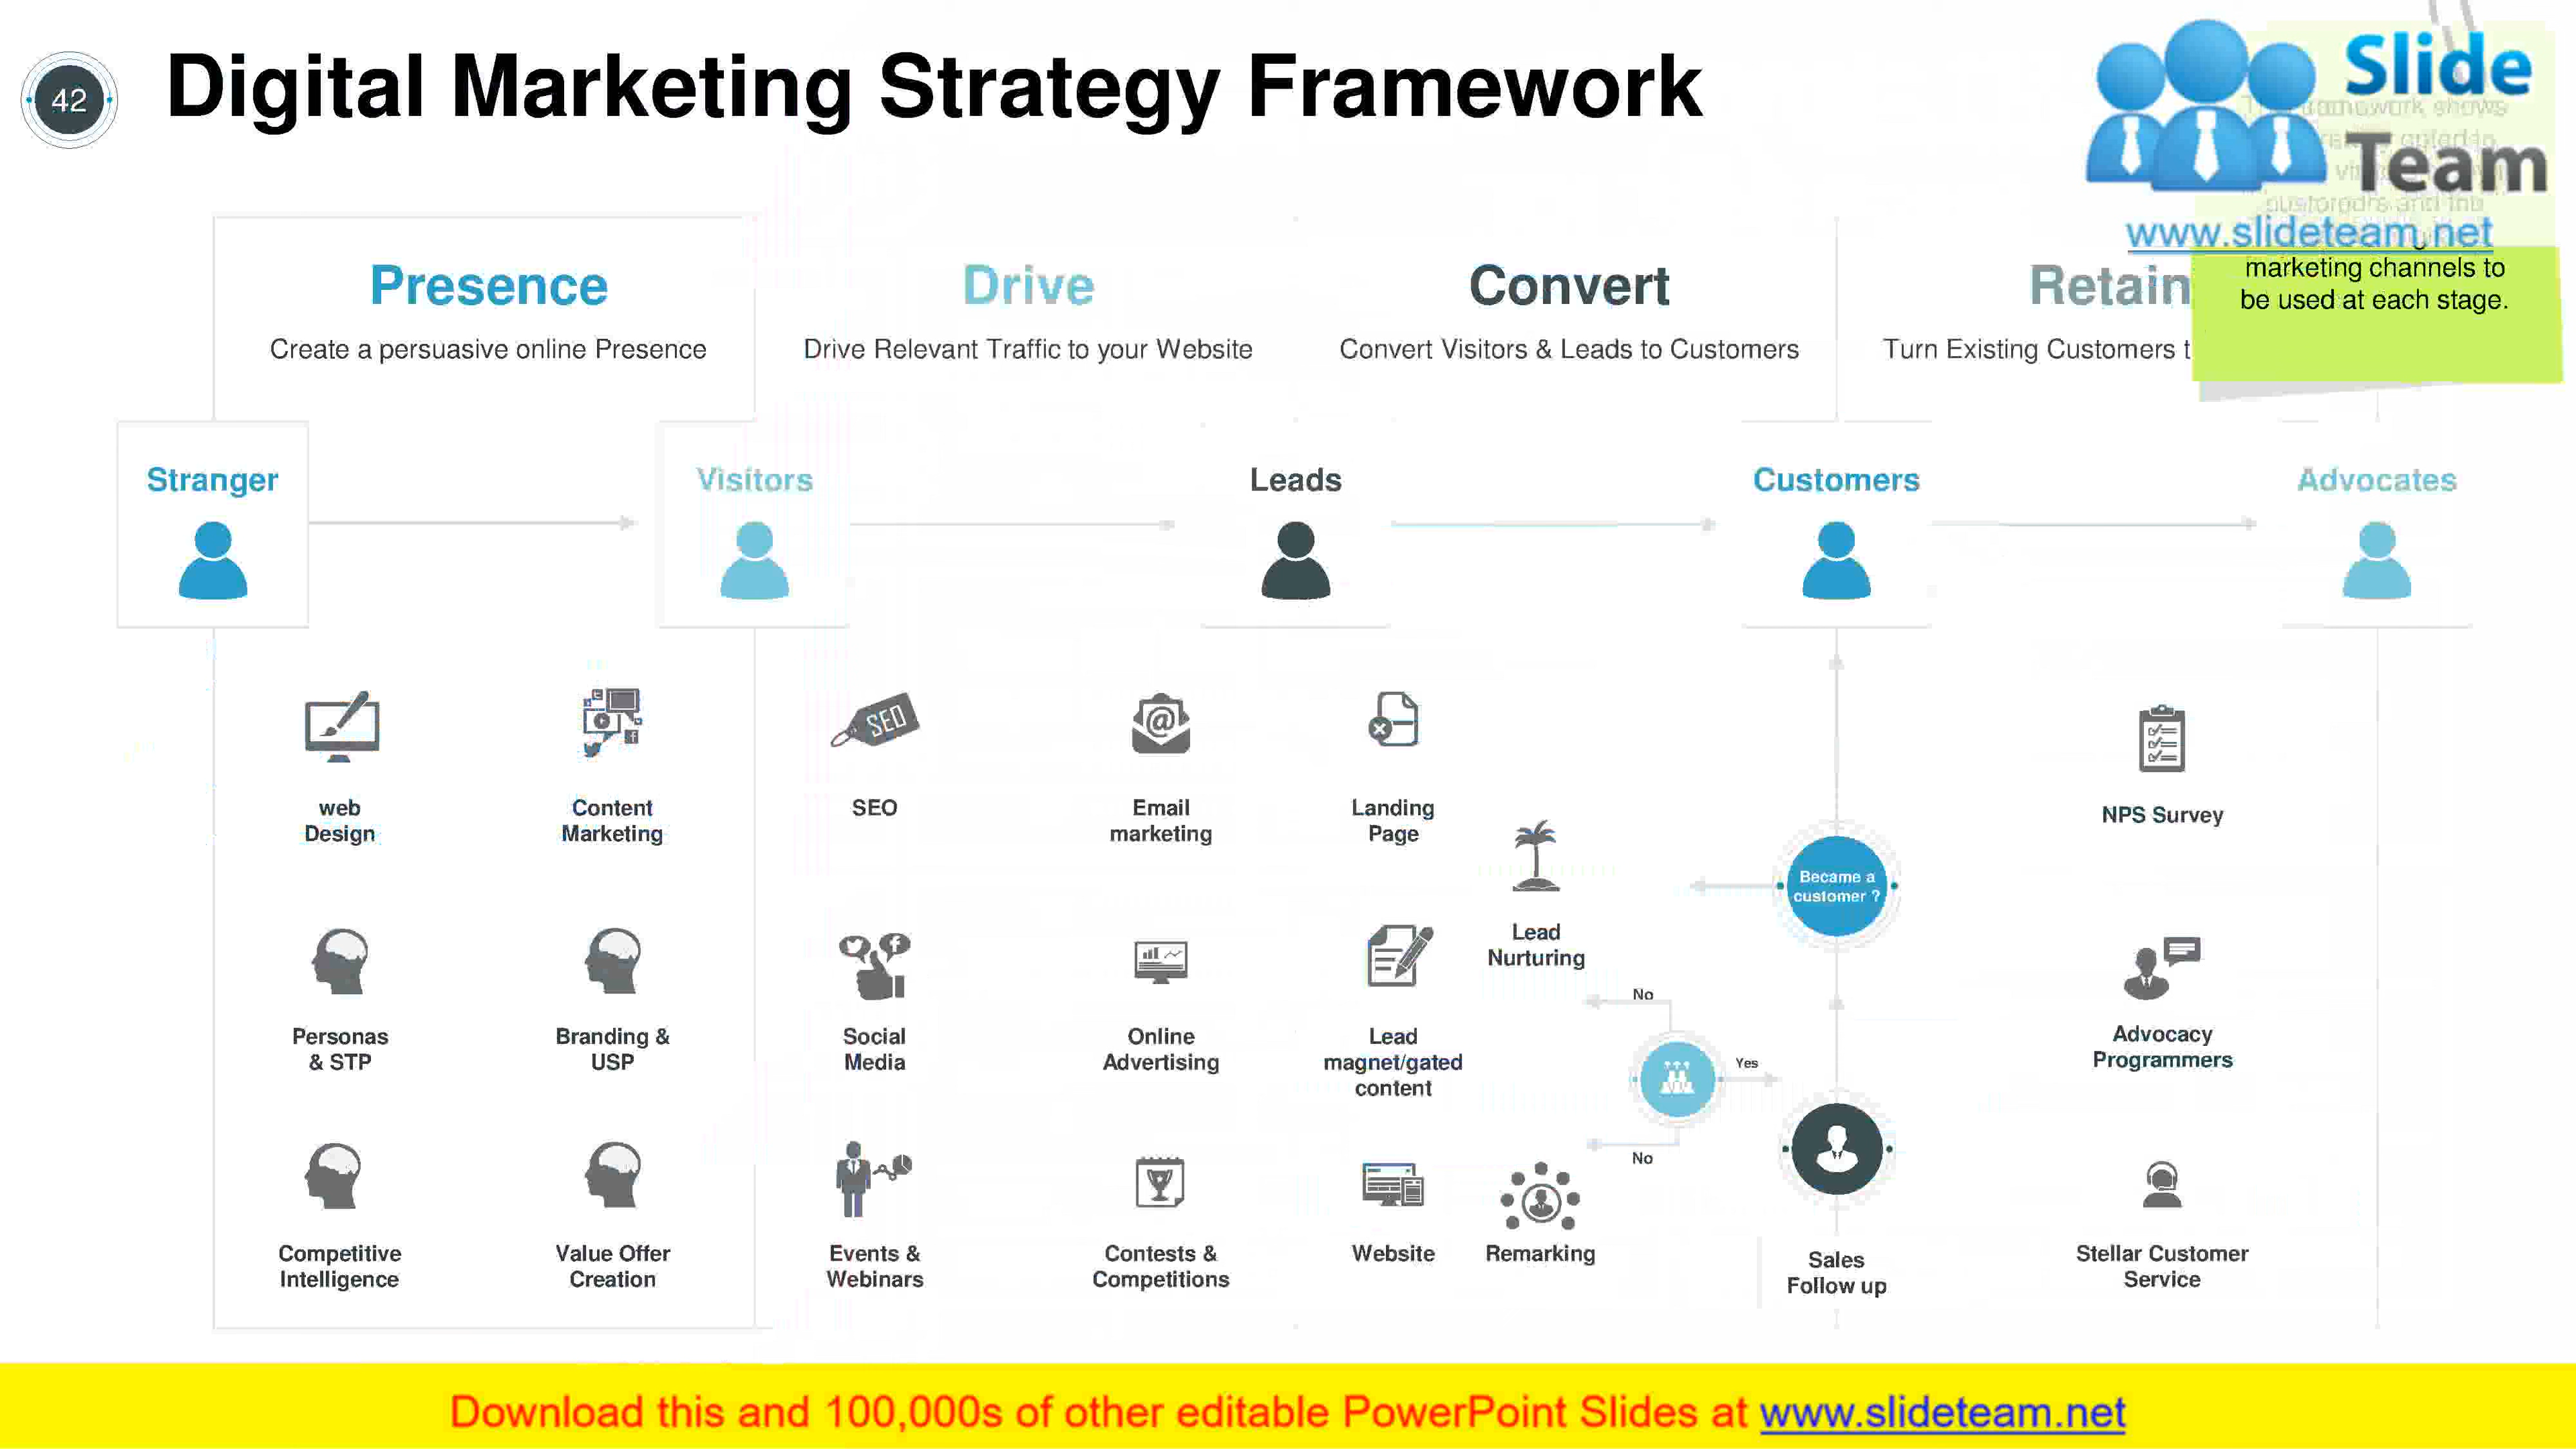 42
Digital Marketing Strategy Framework
Slide
Team
www.slideteam.net
marketing channels to
be used at each stage.
Presence
Create a persuasive online Presence
Drive
Drive Relevant Traffic to your Website
Convert
Convert Visitors & Leads to Customers
Retain
Turn Existing Customers t
Stranger
Visitors
Leads
Customers
Advocates
web
Design
Content
Marketing
SEO
SEO
Email
marketing
Landing
Page
Lead
Nurturing
Became a
customer ?
NPS Survey
Personas
& STP
Branding &
USP
Social
Media
Online
Advertising
Lead
magnet/gated
content
No
Yes
No
Advocacy
Programmers
Competitive
Intelligence
Value Offer
Creation
Events &
Webinars
Contests &
Competitions
Website
Remarking
Sales
Follow up
Stellar Customer
Service
Download this and 100,000s of other editable PowerPoint Slides at www.slideteam.net